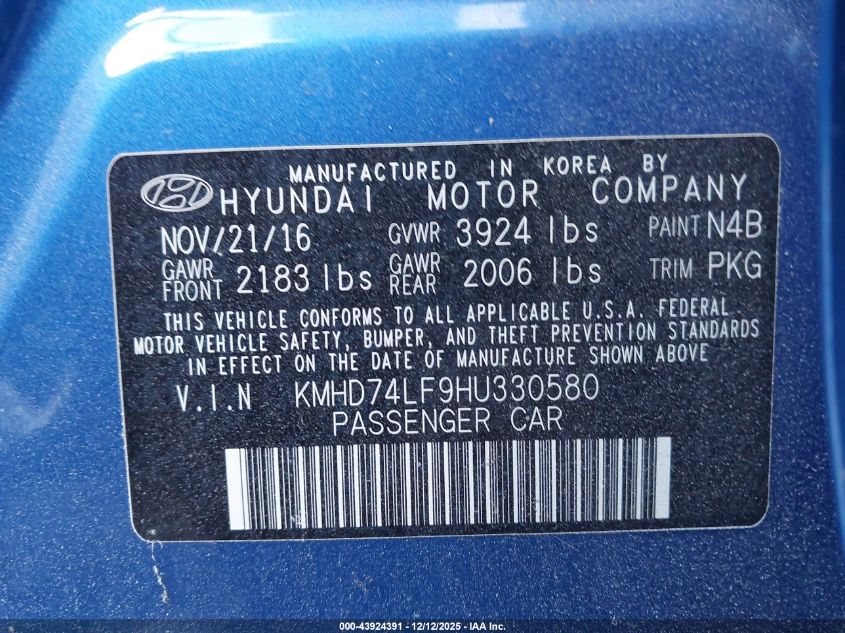 MANUFACTURED IN KOREA BY
HYUNDAI MOTOR COMPANY
NOV/21/16 GVWR 3924 lbs PAINT N4B
GAWR FRONT 2183 lbs GAWR REAR 2006 lbs TRIM PKG
THIS VEHICLE CONFORMS TO ALL APPLICABLE U.S.A. FEDERAL
MOTOR VEHICLE SAFETY, BUMPER, AND THEFT PREVENTION STANDARDS
IN EFFECT ON THE DATE OF MANUFACTURE SHOWN ABOVE
V.I.N KMHD74LF9HU330580
PASSENGER CAR
000-43924391 - 12/12/2025 - IAA Inc.